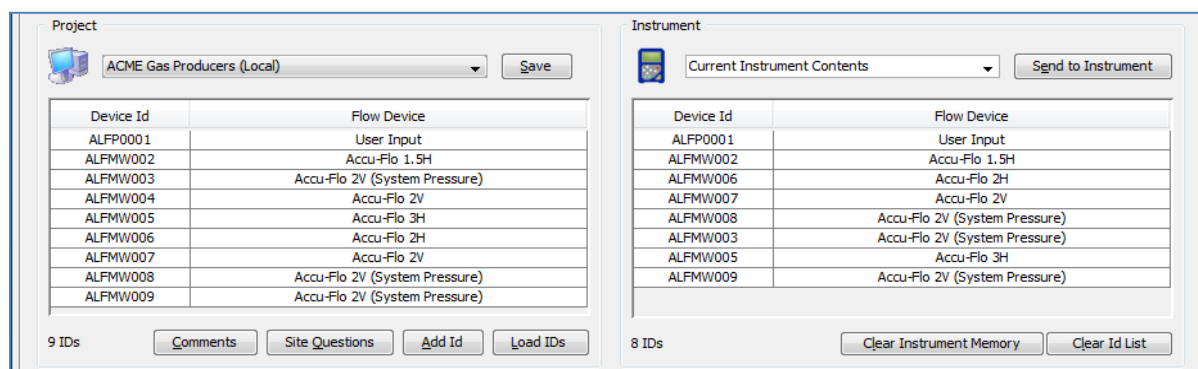 Project
ACME Gas Producers (Local)
Save
Device Id Flow Device
ALFP0001 User Input
ALFMW002 Accu-Flo 1.5H
ALFMW003 Accu-Flo 2V (System Pressure)
ALFMW004 Accu-Flo 2V
ALFMW005 Accu-Flo 3H
ALFMW006 Accu-Flo 2H
ALFMW007 Accu-Flo 2V
ALFMW008 Accu-Flo 2V (System Pressure)
ALFMW009 Accu-Flo 2V (System Pressure)
9 IDs Comments Site Questions Add Id Load IDs
Instrument
Current Instrument Contents
Send to Instrument
Device Id Flow Device
ALFP0001 User Input
ALFMW002 Accu-Flo 1.5H
ALFMW006 Accu-Flo 2H
ALFMW007 Accu-Flo 2V
ALFMW008 Accu-Flo 2V (System Pressure)
ALFMW003 Accu-Flo 2V (System Pressure)
ALFMW005 Accu-Flo 3H
ALFMW009 Accu-Flo 2V (System Pressure)
8 IDs Clear Instrument Memory Clear Id List